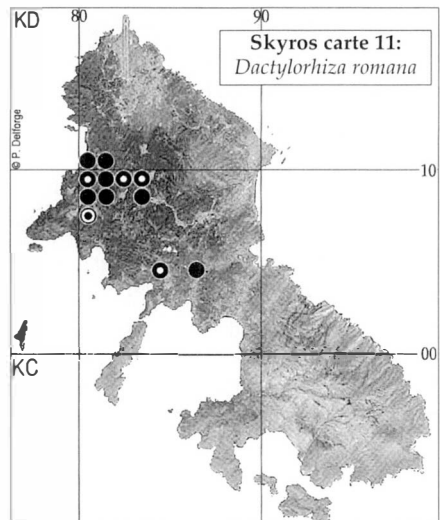 KD
80
90
Skyros carte 11:
Dactylorhiza romana
© P. Delforge
10
00
KC